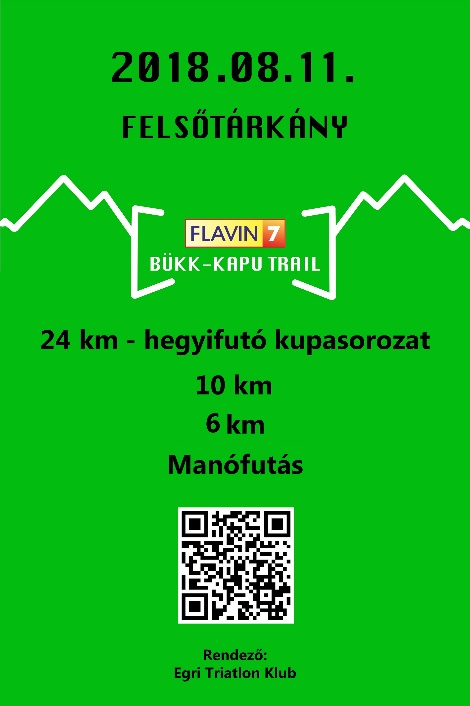 2018.08.11.
FELSŐTÁRKÁNY
FLAVIN 7
BÜKK-KAPU TRAIL
24 km - hegyifutó kupasorozat
10 km
6 km
Manófutás
Rendező:
Egri Triatlon Klub